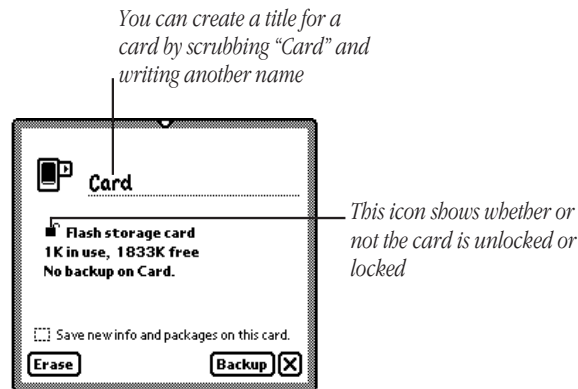 You can create a title for a
card by scrubbing “Card” and
writing another name
Card
Flash storage card
1K in use, 1833K free
No backup on Card.
This icon shows whether or
not the card is unlocked or
locked
Save new info and packages on this card.
Erase
Backup